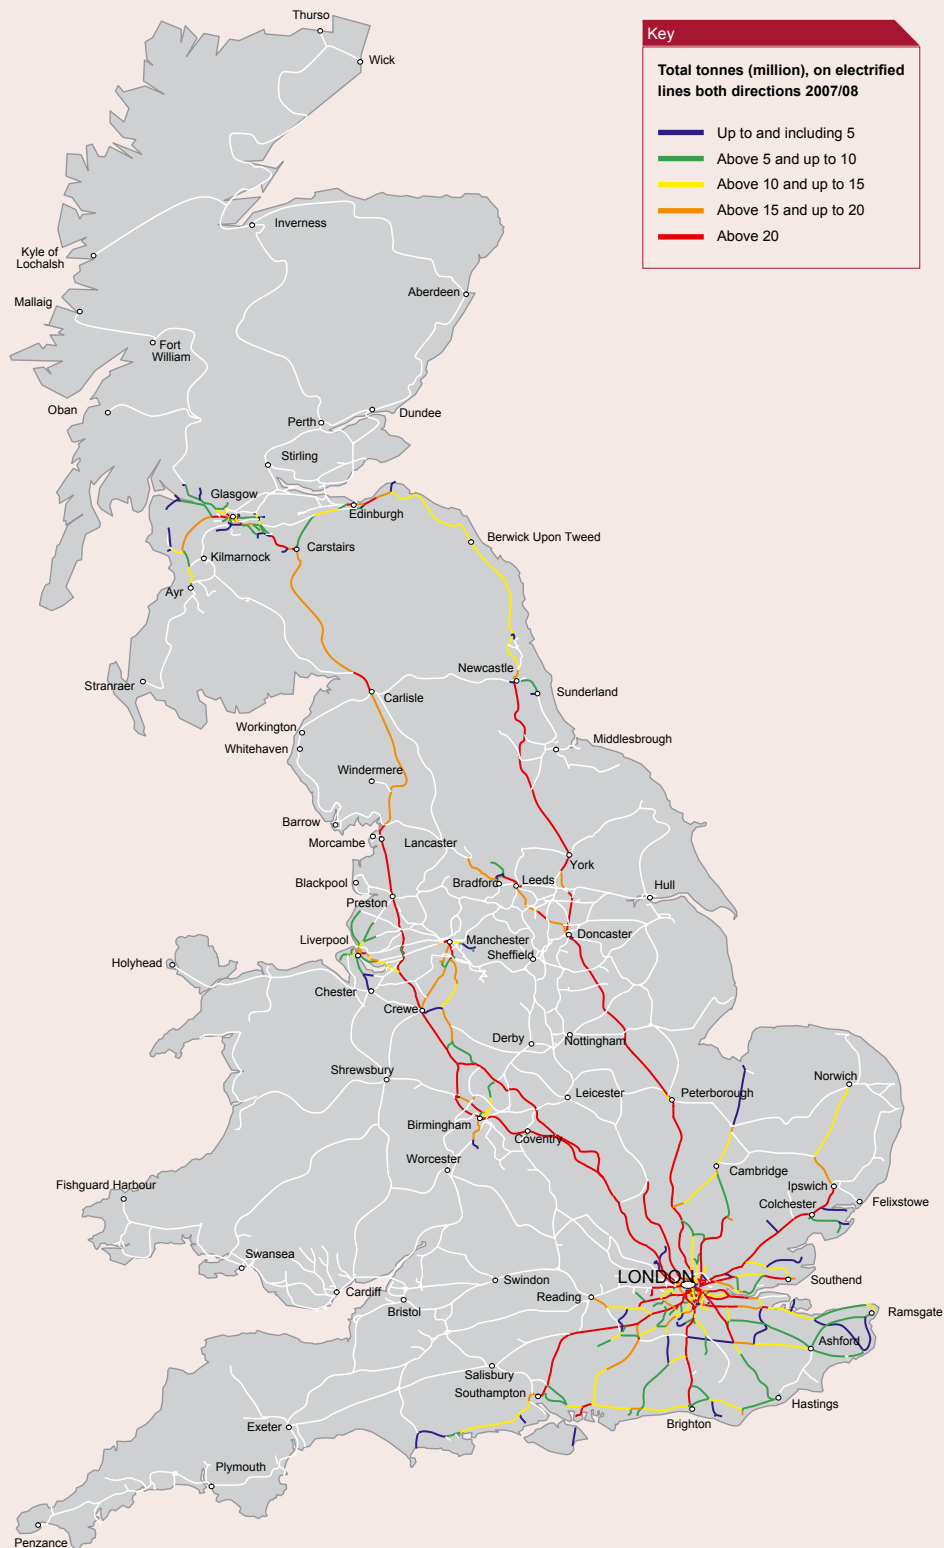 Thurso
Wick
Key
Total tonnes (million), on electrified
lines both directions 2007/08
Up to and including 5
Above 5 and up to 10
Above 10 and up to 15
Above 15 and up to 20
Above 20
Inverness
Kyle of
Lochalsh
Mallaig
Aberdeen
Fort
William
Oban
Dundee
Perth
Stirling
Glasgow
Edinburgh
Berwick Upon Tweed
Carstairs
Kilmarnock
Ayr
Newcastle
Stranraer
Sunderland
Carlisle
Workington
Whitehaven
Middlesbrough
Windermere
Barrow
Morcambe
Lancaster
York
Blackpool
Bradford
Leeds
Hull
Preston
Liverpool
Manchester
Doncaster
Sheffield
Holyhead
Chester
Crewe
Derby
Nottingham
Shrewsbury
Norwich
Leicester
Peterborough
Birmingham
Coventry
Worcester
Cambridge
Fishguard Harbour
Ipswich
Colchester
Felixstowe
Swansea
LONDON
Swindon
Southend
Cardiff
Reading
Bristol
Ramsgate
Ashford
Salisbury
Southampton
Hastings
Brighton
Exeter
Plymouth
Penzance